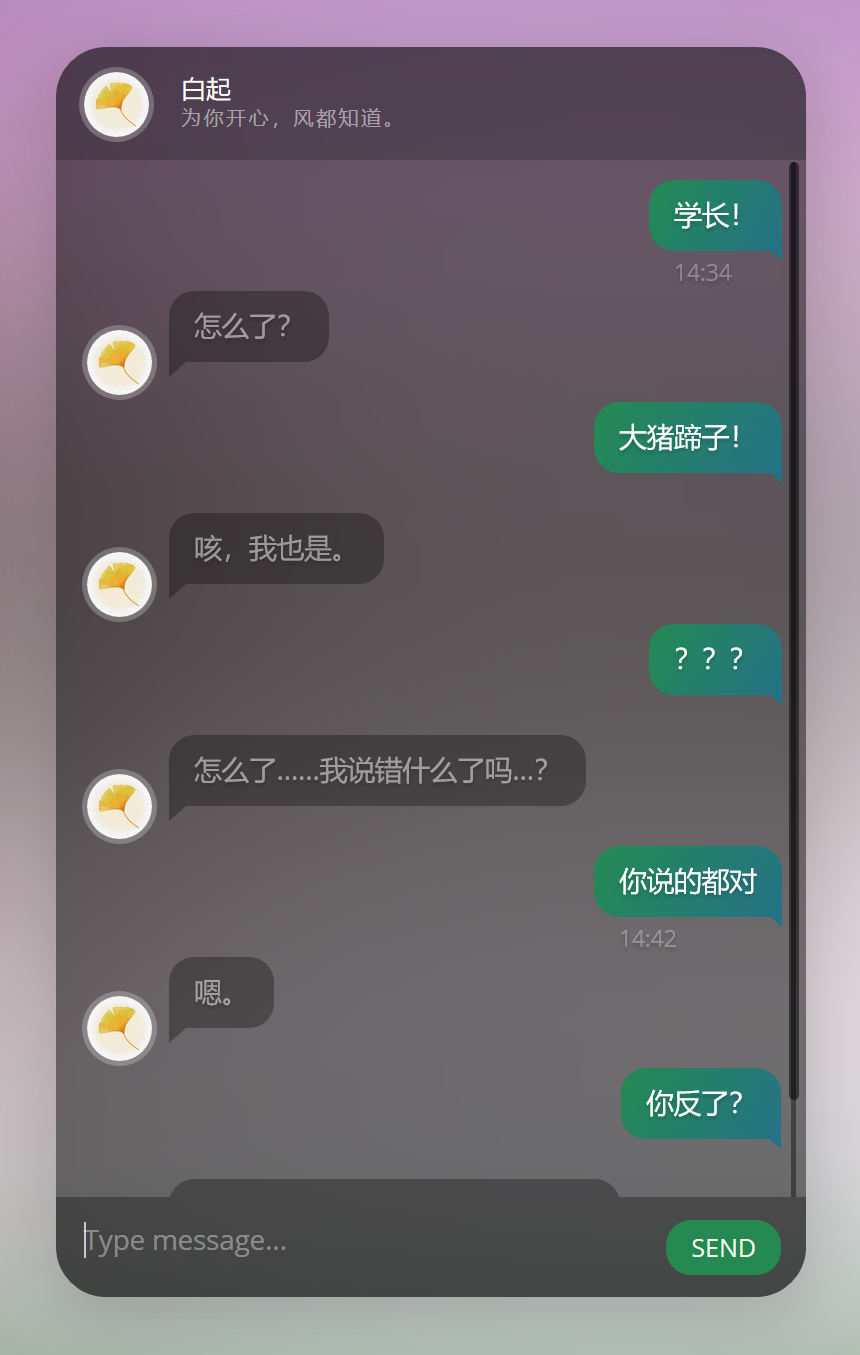 白起
为你开心，风都知道。
学长！
14:34
怎么了？
大猪蹄子！
咳，我也是。
？？？
怎么了……我说错什么了吗…？
你说的都对
14:42
嗯。
你反了？
Type message...
SEND